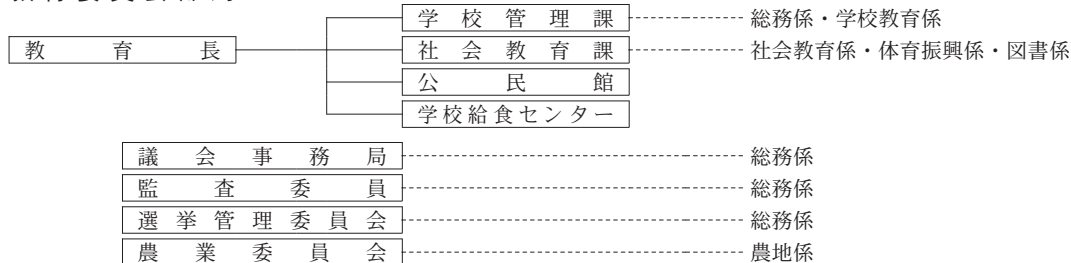 学校管理課 総務係・学校教育係
教育長 社会教育課 社会教育係・体育振興係・図書係
公民館
学校給食センター
議会事務局 総務係
監査委員 総務係
選挙管理委員会 総務係
農業委員会 農地係